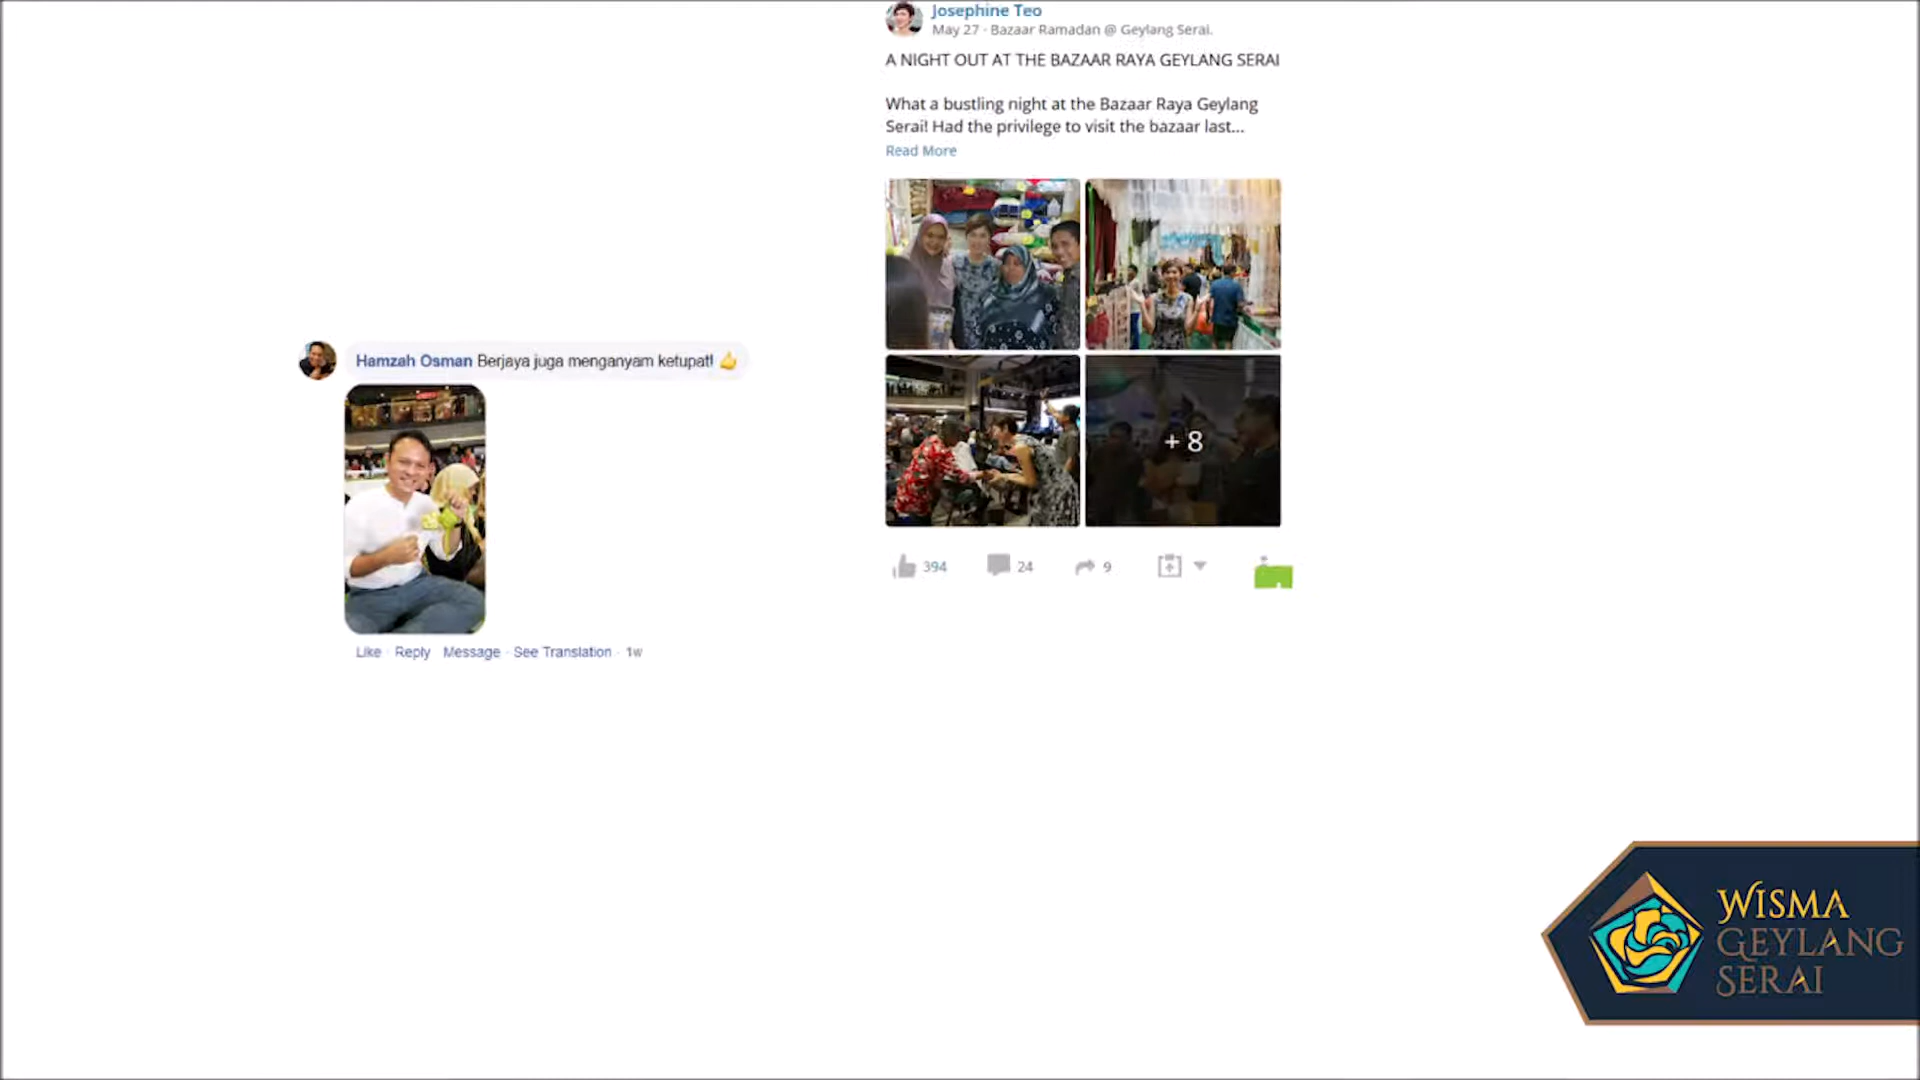 Josephine Teo
May 27 · Bazaar Ramadan @ Geylang Serai.
A NIGHT OUT AT THE BAZAAR RAYA GEYLANG SERAI
What a bustling night at the Bazaar Raya Geylang
Serai! Had the privilege to visit the bazaar last...
Read More
+ 8
394 24 9
Hamzah Osman Berjaya juga menganyam ketupat! 👍
Like · Reply Message · See Translation · 1w
WISMA
GEYLANG
SERAI